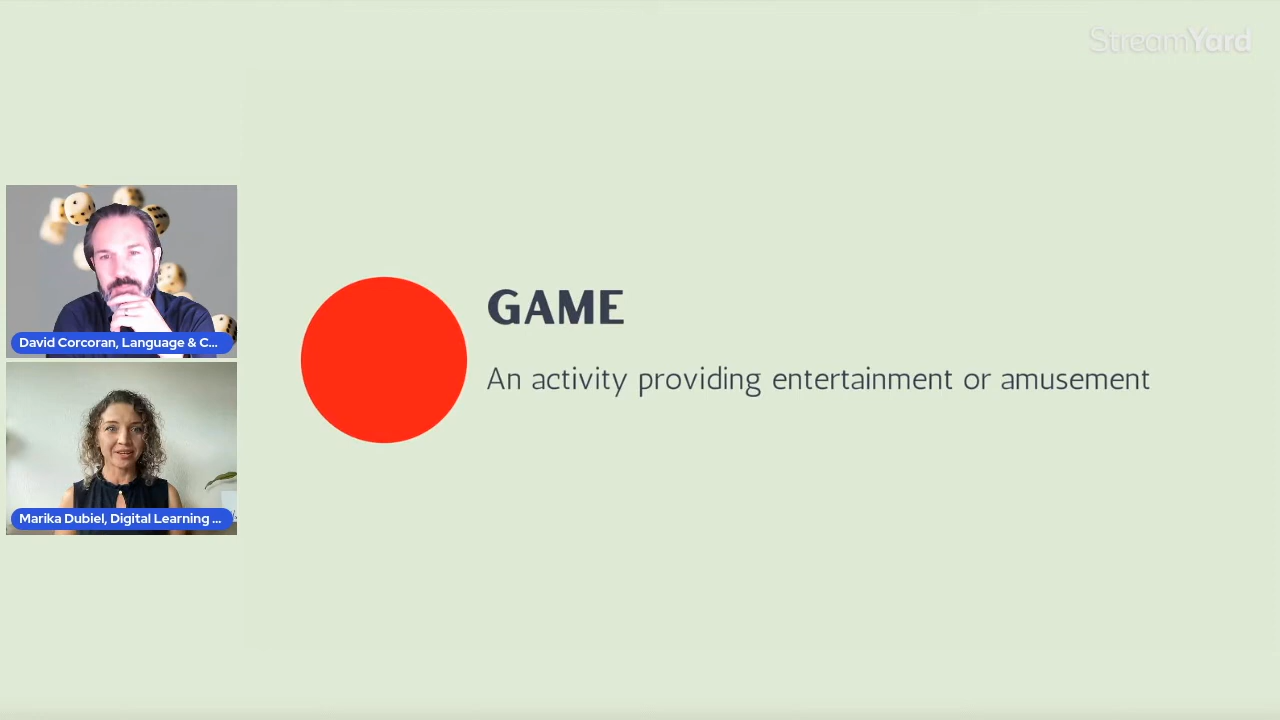 StreamYard
David Corcoran, Language & C...
Marika Dubiel, Digital Learning ...
GAME
An activity providing entertainment or amusement